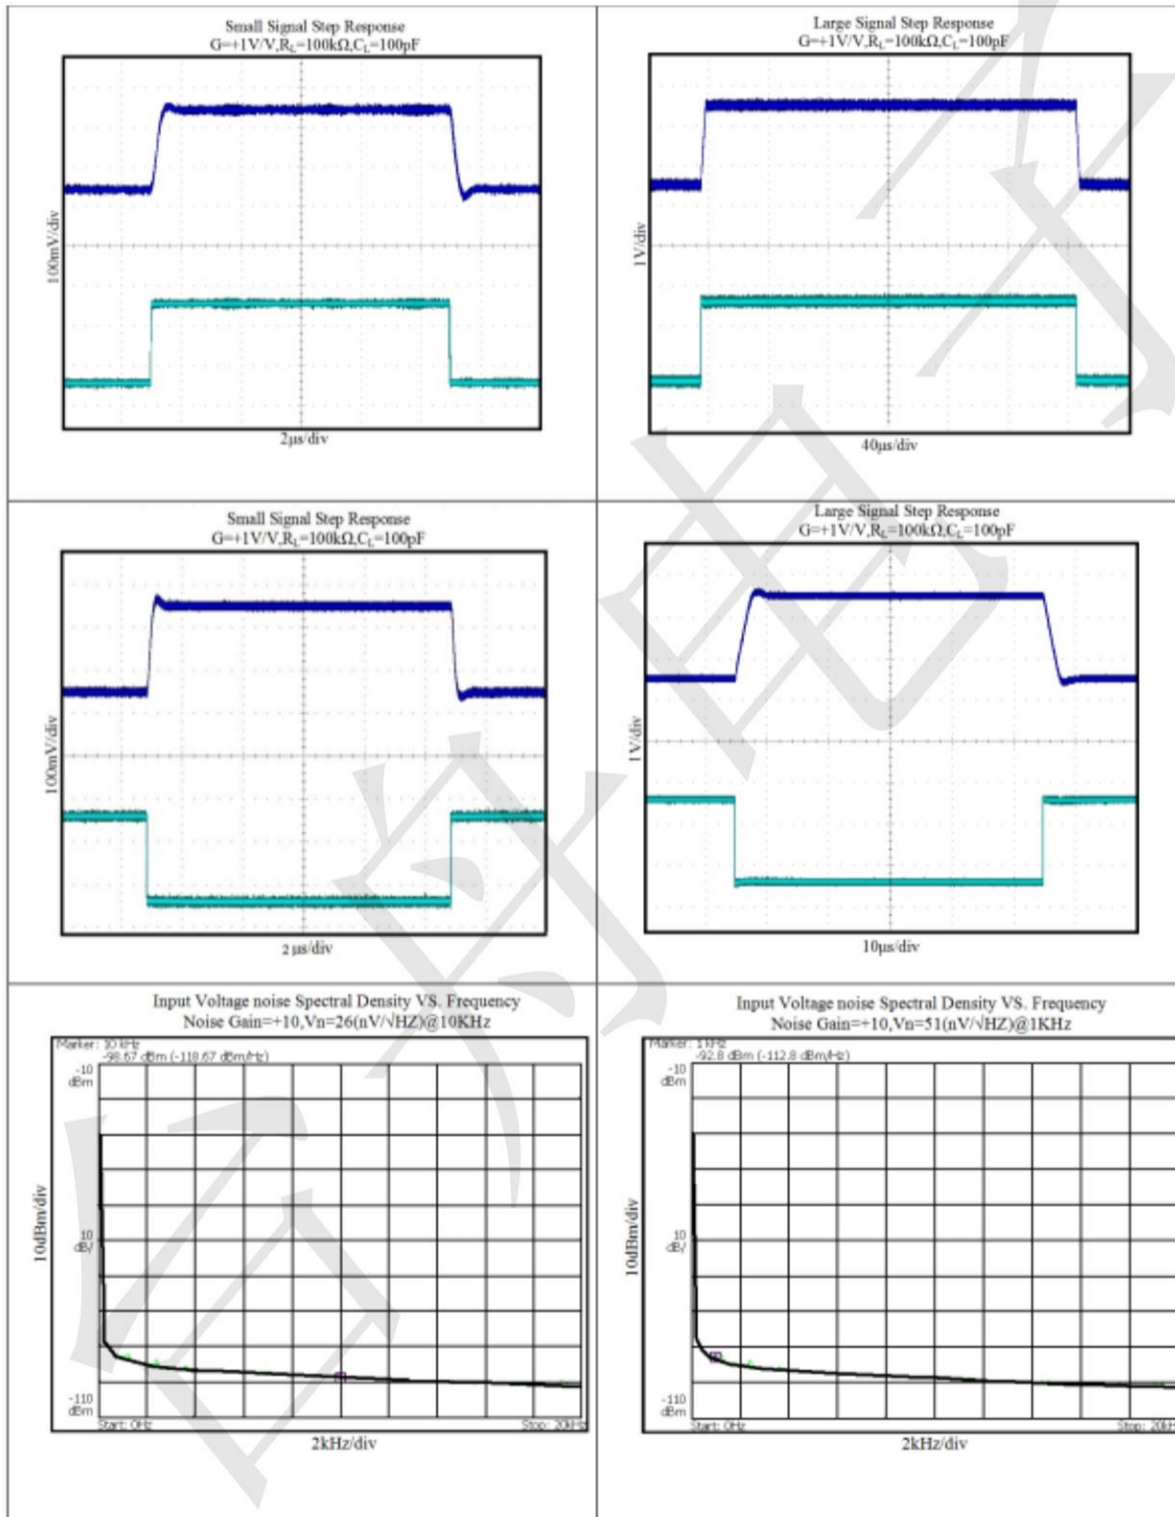 Small Signal Step Response
G=+1V/V,RL=100kΩ,CL=100pF
100mV/div
2μs/div
Large Signal Step Response
G=+1V/V,RL=100kΩ,CL=100pF
1V/div
40μs/div
Small Signal Step Response
G=+1V/V,RL=100kΩ,CL=100pF
100mV/div
2 μs/div
Large Signal Step Response
G=+1V/V,RL=100kΩ,CL=100pF
1V/div
10μs/div
Input Voltage noise Spectral Density VS. Frequency
Noise Gain=+10,Vn=26(nV/√HZ)@10KHz
Marker: 10 kHz
-98.67 dBm (-118.67 dBm/Hz)
-10
dBm
10dBm/div
10
dB/
-110
dBm
Start: 0Hz
Stop: 20kHz
2kHz/div
Input Voltage noise Spectral Density VS. Frequency
Noise Gain=+10,Vn=51(nV/√HZ)@1KHz
Marker: 1 kHz
-92.8 dBm (-112.8 dBm/Hz)
-10
dBm
10dBm/div
10
dB/
-110
dBm
Start: 0Hz
Stop: 20kH
2kHz/div